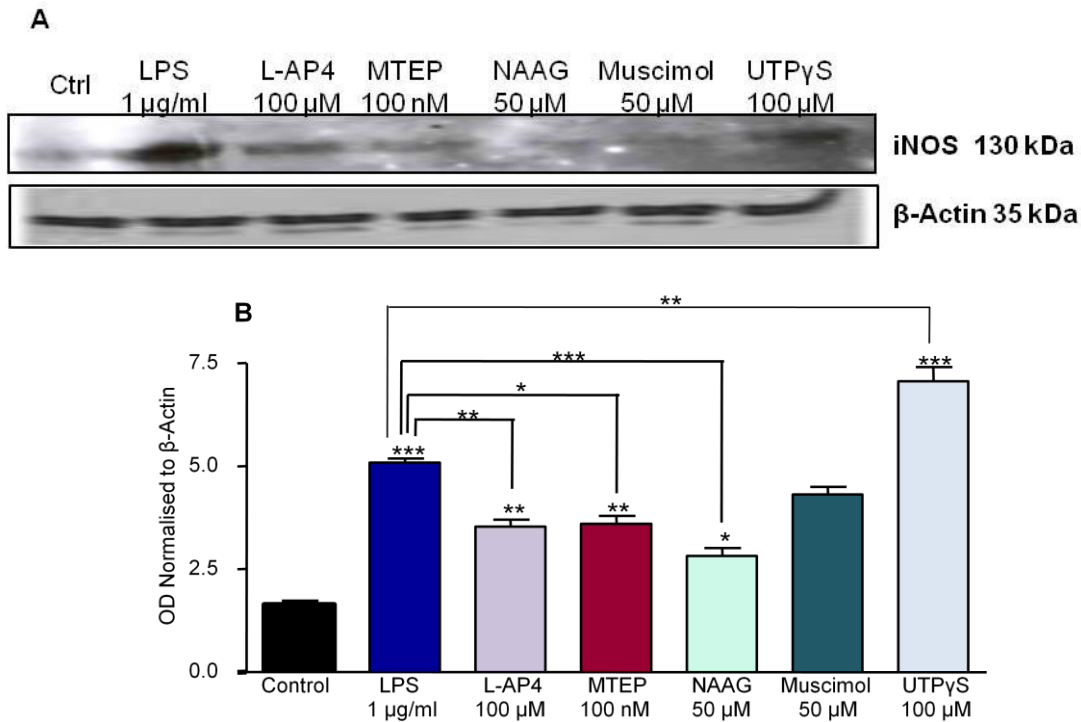 A
Ctrl LPS L-AP4 MTEP NAAG Muscimol UTPγS
1 µg/ml 100 µM 100 nM 50 µM 50 µM 100 µM
iNOS 130 kDa
β-Actin 35 kDa
B
**
***
*
**
***
**
**
*
***
7.5
5.0
2.5
0.0
OD Normalised to β-Actin
Control LPS L-AP4 MTEP NAAG Muscimol UTPγS
1 µg/ml 100 µM 100 nM 50 µM 50 µM 100 µM